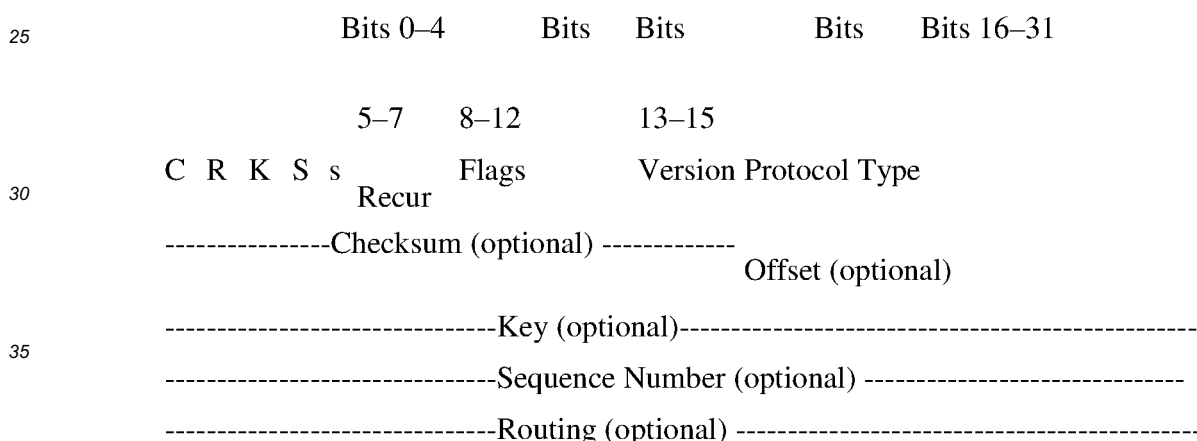 25 Bits 0–4 Bits Bits Bits Bits 16–31
5–7 8–12 13–15
C R K S s Flags Version Protocol Type
30 Recur
----------------Checksum (optional) -------------
Offset (optional)
--------------------------------Key (optional)--------------------------------------------------
35
--------------------------------Sequence Number (optional) -------------------------------
--------------------------------Routing (optional) ---------------------------------------------